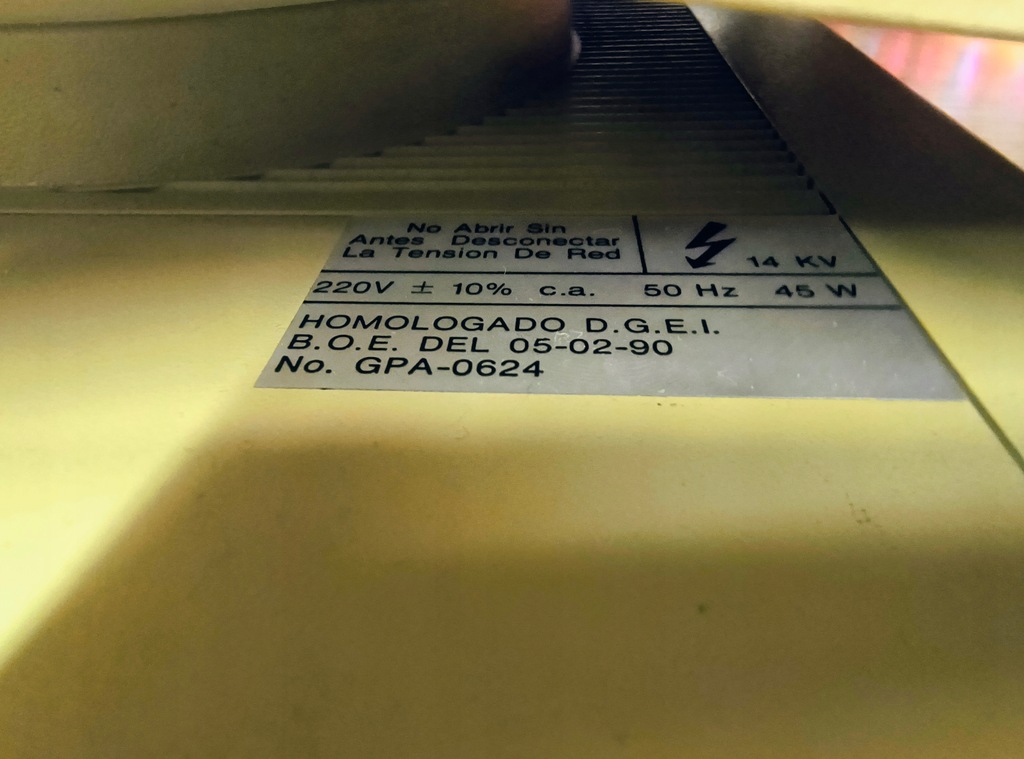 No Abrir Sin
Antes Desconectar
La Tension De Red
14 KV
220V ± 10% c.a. 50 Hz 45 W
HOMOLOGADO D.G.E.I.
B.O.E. DEL 05-02-90
No. GPA-0624